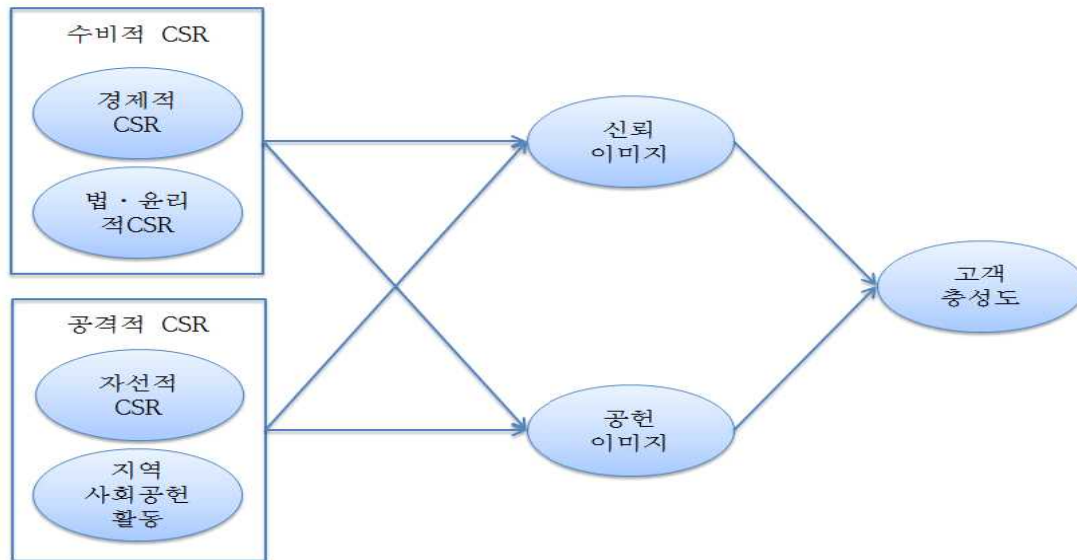 수비적 CSR
경제적
CSR
법 · 윤리
적CSR
공격적 CSR
자선적
CSR
지역
사회공헌
활동
신뢰
이미지
공헌
이미지
고객
충성도